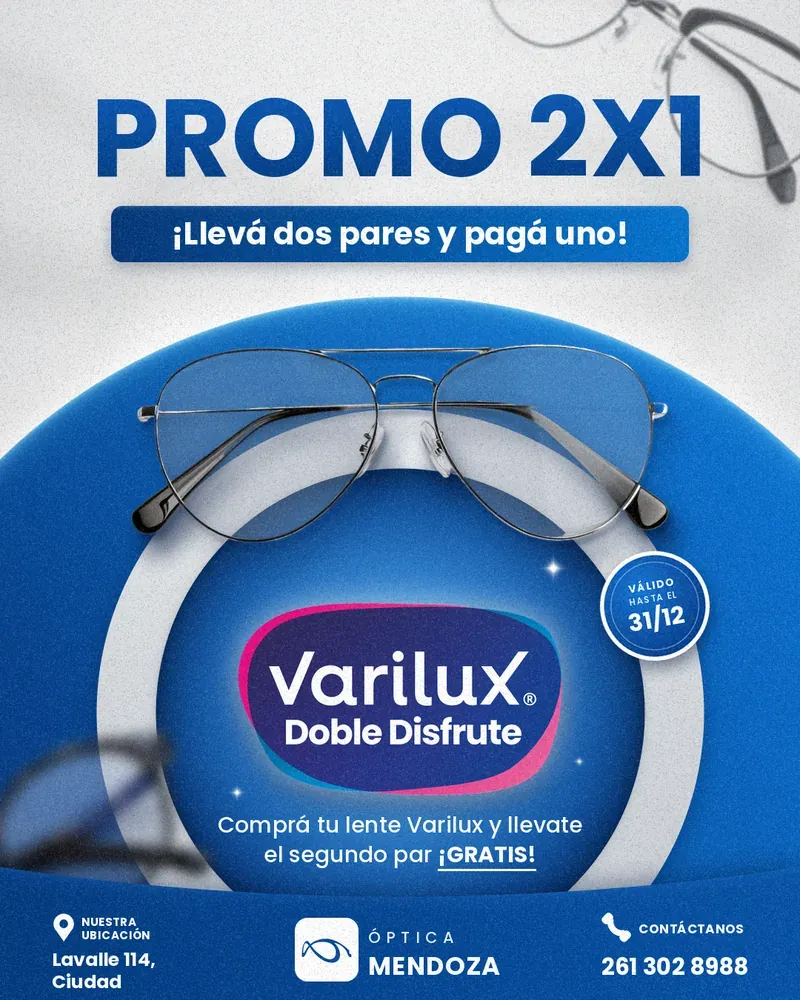 PROMO 2X1
¡Llevá dos pares y pagá uno!
VÁLIDO
HASTA EL
31/12
Varilux®
Doble Disfrute
Comprá tu lente Varilux y llevate
el segundo par ¡GRATIS!
NUESTRA
UBICACIÓN
Lavalle 114,
Ciudad
ÓPTICA
MENDOZA
CONTÁCTANOS
261 302 8988